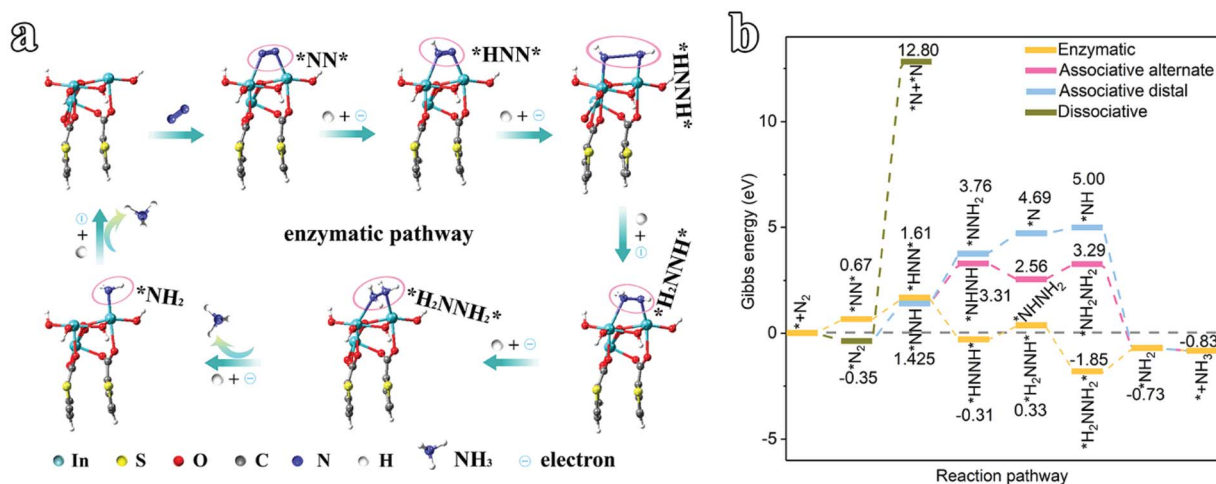 a
*NN*
*HNN*
*HNNH*
+
+
+
enzymatic pathway
*H₂NNH*
*H₂NNH₂*
+
+
*NH₂
+
In
S
O
C
N
H
NH₃
electron
b
Gibbs energy (eV)
13
10
5
0
-5
Enzymatic
Associative alternate
Associative distal
Dissociative
12.80
*N+*N
*+N₂
0.67
*NN*
*N₂
-0.35
1.61
*HNN*
*NNH
1.425
3.76
*NNH₂
*NHNH
3.31
*HNNH*
-0.31
4.69
*N
2.56
*NHNH₂
*H₂NNH*
0.33
5.00
*NH
3.29
*NH₂NH₂
-1.85
*H₂NNH₂*
*NH₂
-0.73
-0.83
*+NH₃
Reaction pathway